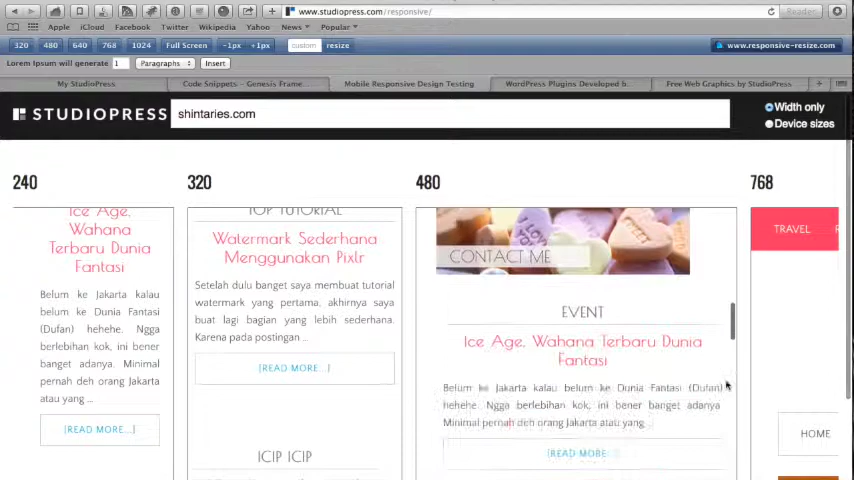 www.studiopress.com/responsive/
Reader
Apple iCloud Facebook Twitter Wikipedia Yahoo News Popular
320 480 640 768 1024 Full Screen -1px +1px custom resize www.responsive-resize.com
Lorem Ipsum will generate 1 Paragraphs Insert
My StudioPress Code Snippets – Genesis Frame... Mobile Responsive Design Testing WordPress Plugins Developed b... Free Web Graphics by StudioPress
STUDIOPRESS shintaries.com Width only
Device sizes
240 320 480 768
Ice Age,
Wahana
Terbaru Dunia
Fantasi
Belum ke Jakarta kalau
belum ke Dunia Fantasi
(Dufan) hehehe. Ngga
berlebihan kok, ini bener
banget adanya. Minimal
pernah deh orang Jakarta
atau yang ...
[READ MORE...]
TOP TUTORIAL
Watermark Sederhana
Menggunakan Pixlr
Setelah dulu banget saya membuat tutorial
watermark yang pertama, akhirnya saya
buat lagi bagian yang lebih sederhana.
Karena pada postingan ...
[READ MORE...]
ICIP ICIP
CONTACT ME
EVENT
Ice Age, Wahana Terbaru Dunia
Fantasi
Belum ke Jakarta kalau belum ke Dunia Fantasi (Dufan)
hehehe. Ngga berlebihan kok, ini bener banget adanya
Minimal pernah deh orang Jakarta atau yang
[READ MORE
TRAVEL
HOME